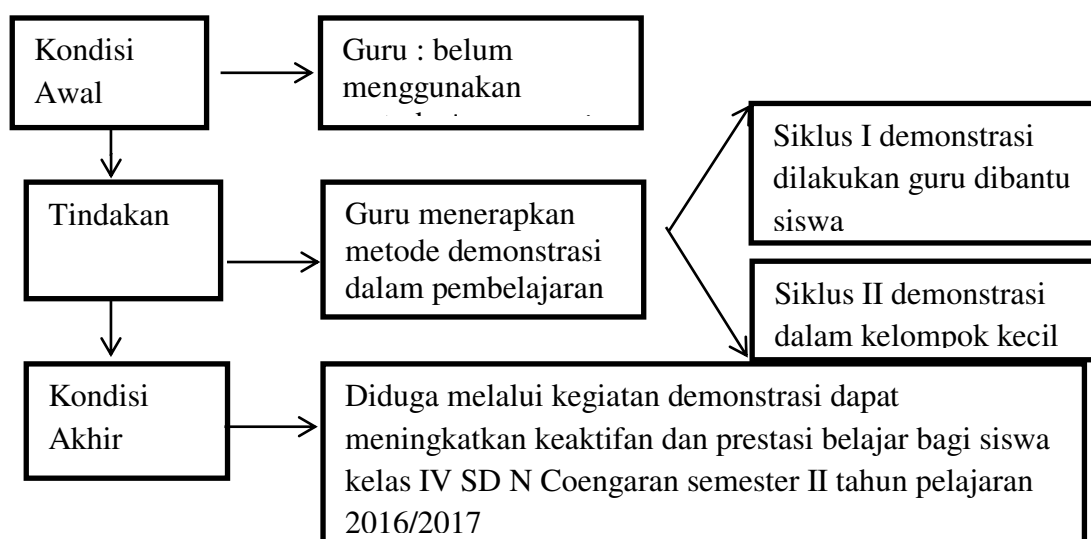 Kondisi
Awal
Guru : belum
menggunakan
Siklus I demonstrasi
dilakukan guru dibantu
siswa
Tindakan
Guru menerapkan
metode demonstrasi
dalam pembelajaran
Siklus II demonstrasi
dalam kelompok kecil
Kondisi
Akhir
Diduga melalui kegiatan demonstrasi dapat
meningkatkan keaktifan dan prestasi belajar bagi siswa
kelas IV SD N Coengaran semester II tahun pelajaran
2016/2017